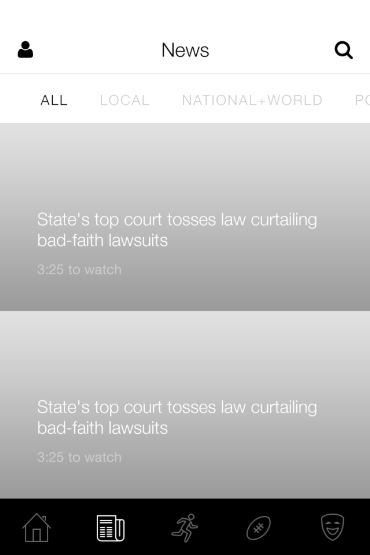 News
ALL LOCAL NATIONAL+WORLD
State's top court tosses law curtailing
bad-faith lawsuits
3:25 to watch
State's top court tosses law curtailing
bad-faith lawsuits
3:25 to watch